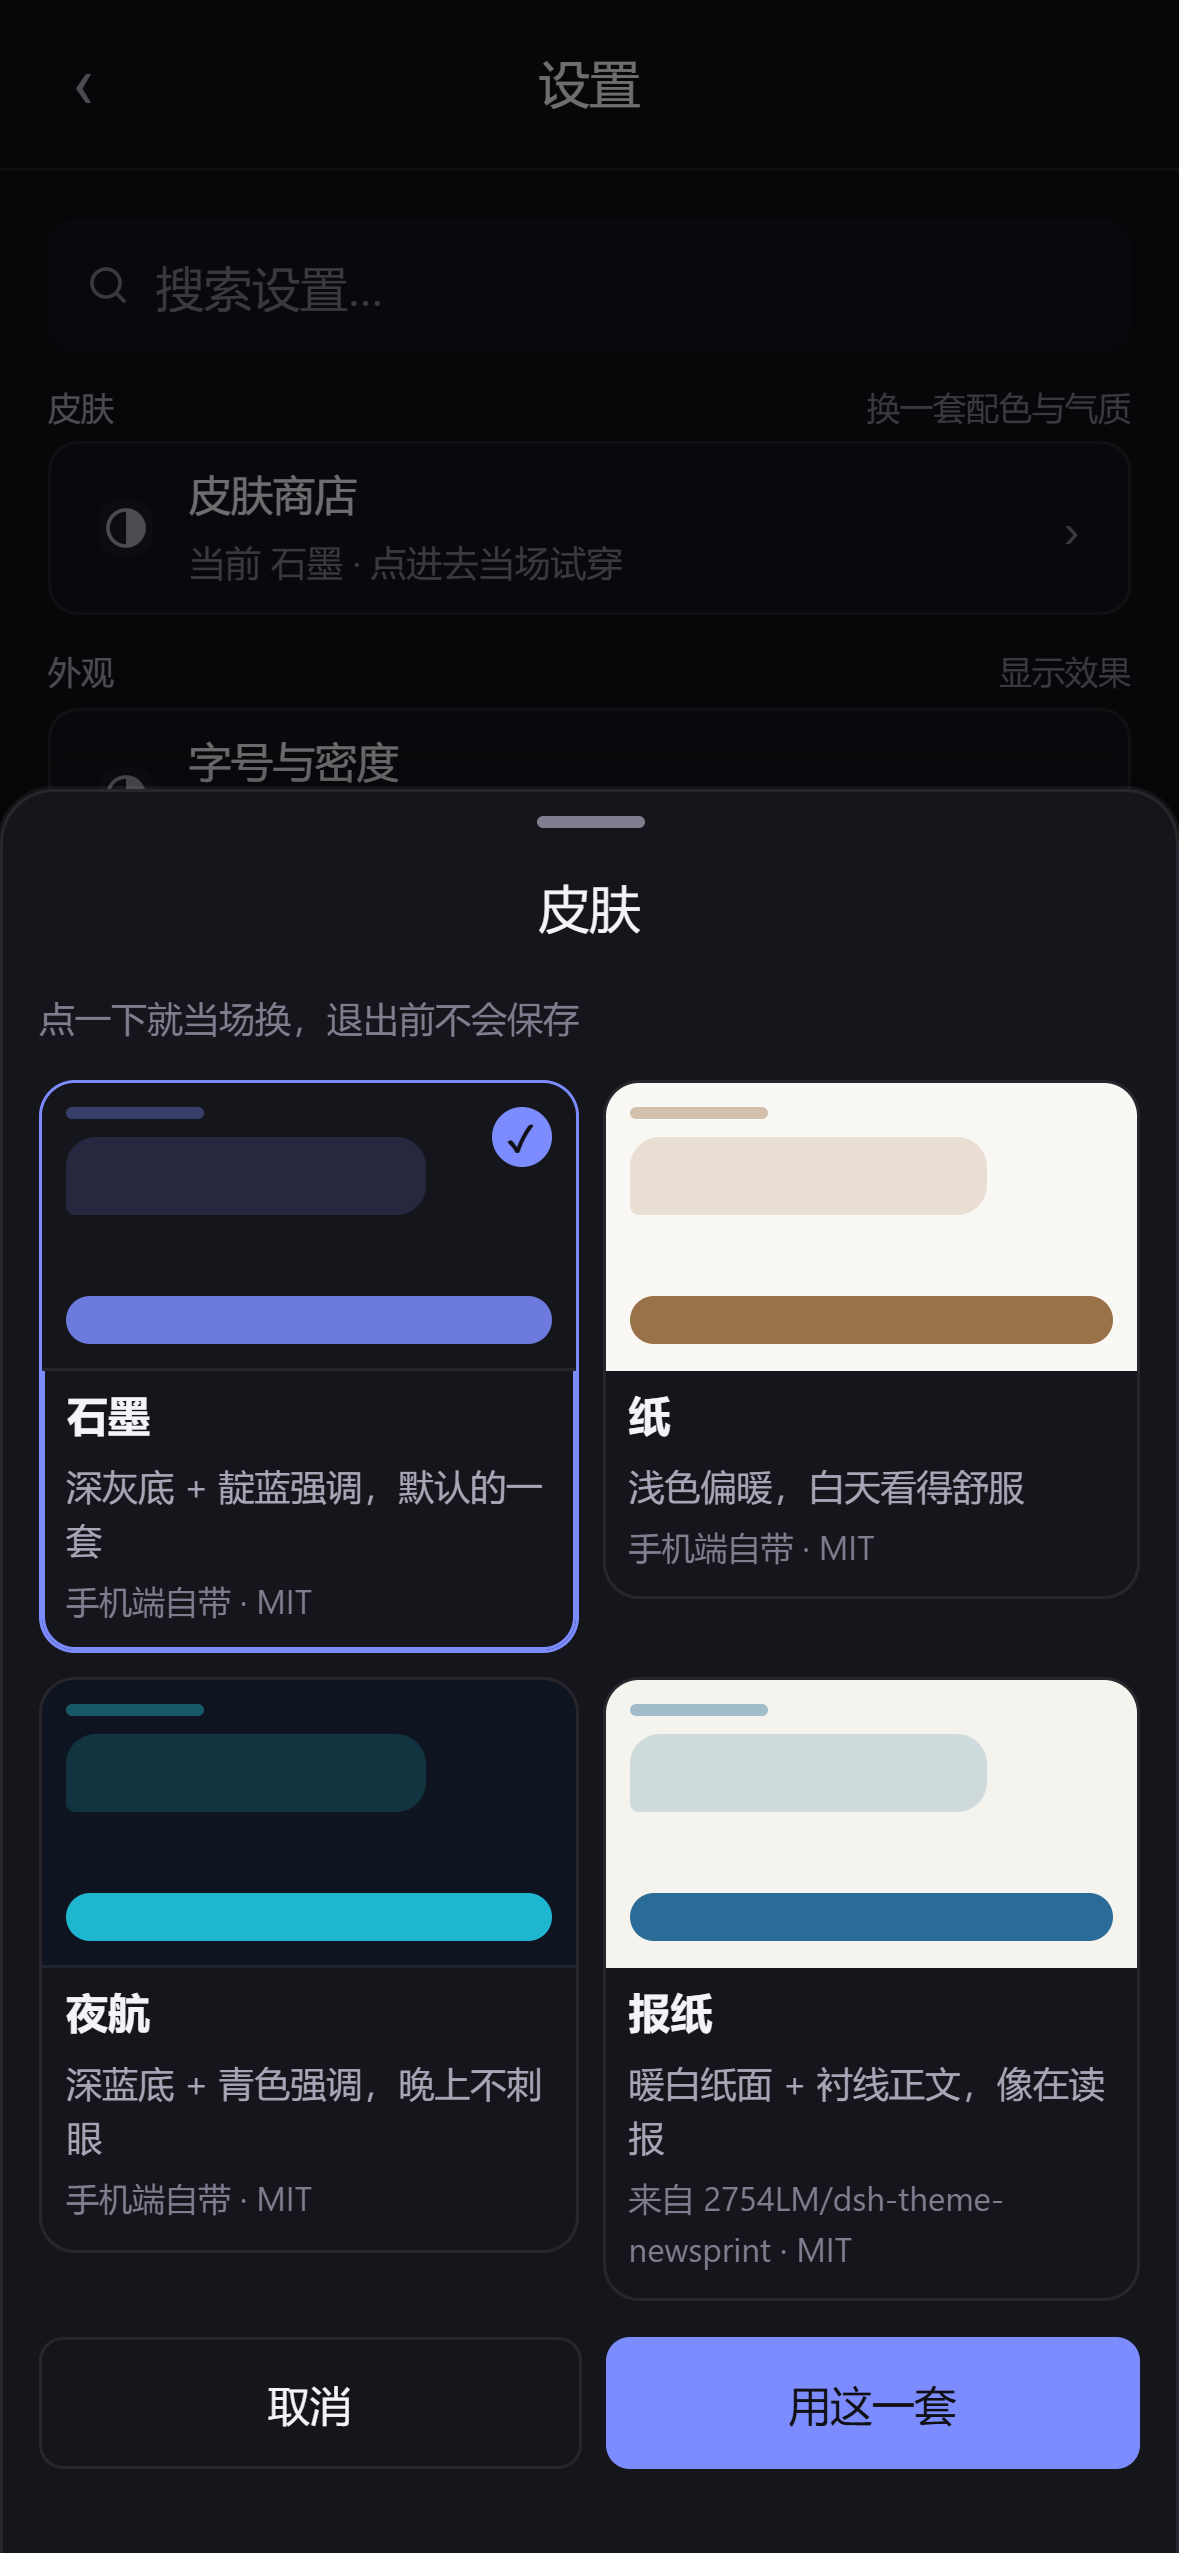 设置
搜索设置...
皮肤
换一套配色与气质
皮肤商店
当前 石墨 · 点进去当场试穿
外观
显示效果
字号与密度
皮肤
点一下就当场换，退出前不会保存
石墨
深灰底 + 靛蓝强调，默认的一
套
手机端自带 · MIT
纸
浅色偏暖，白天看得舒服
手机端自带 · MIT
夜航
深蓝底 + 青色强调，晚上不刺
眼
手机端自带 · MIT
报纸
暖白纸面 + 衬线正文，像在读
报
来自 2754LM/dsh-theme-
newsprint · MIT
取消
用这一套